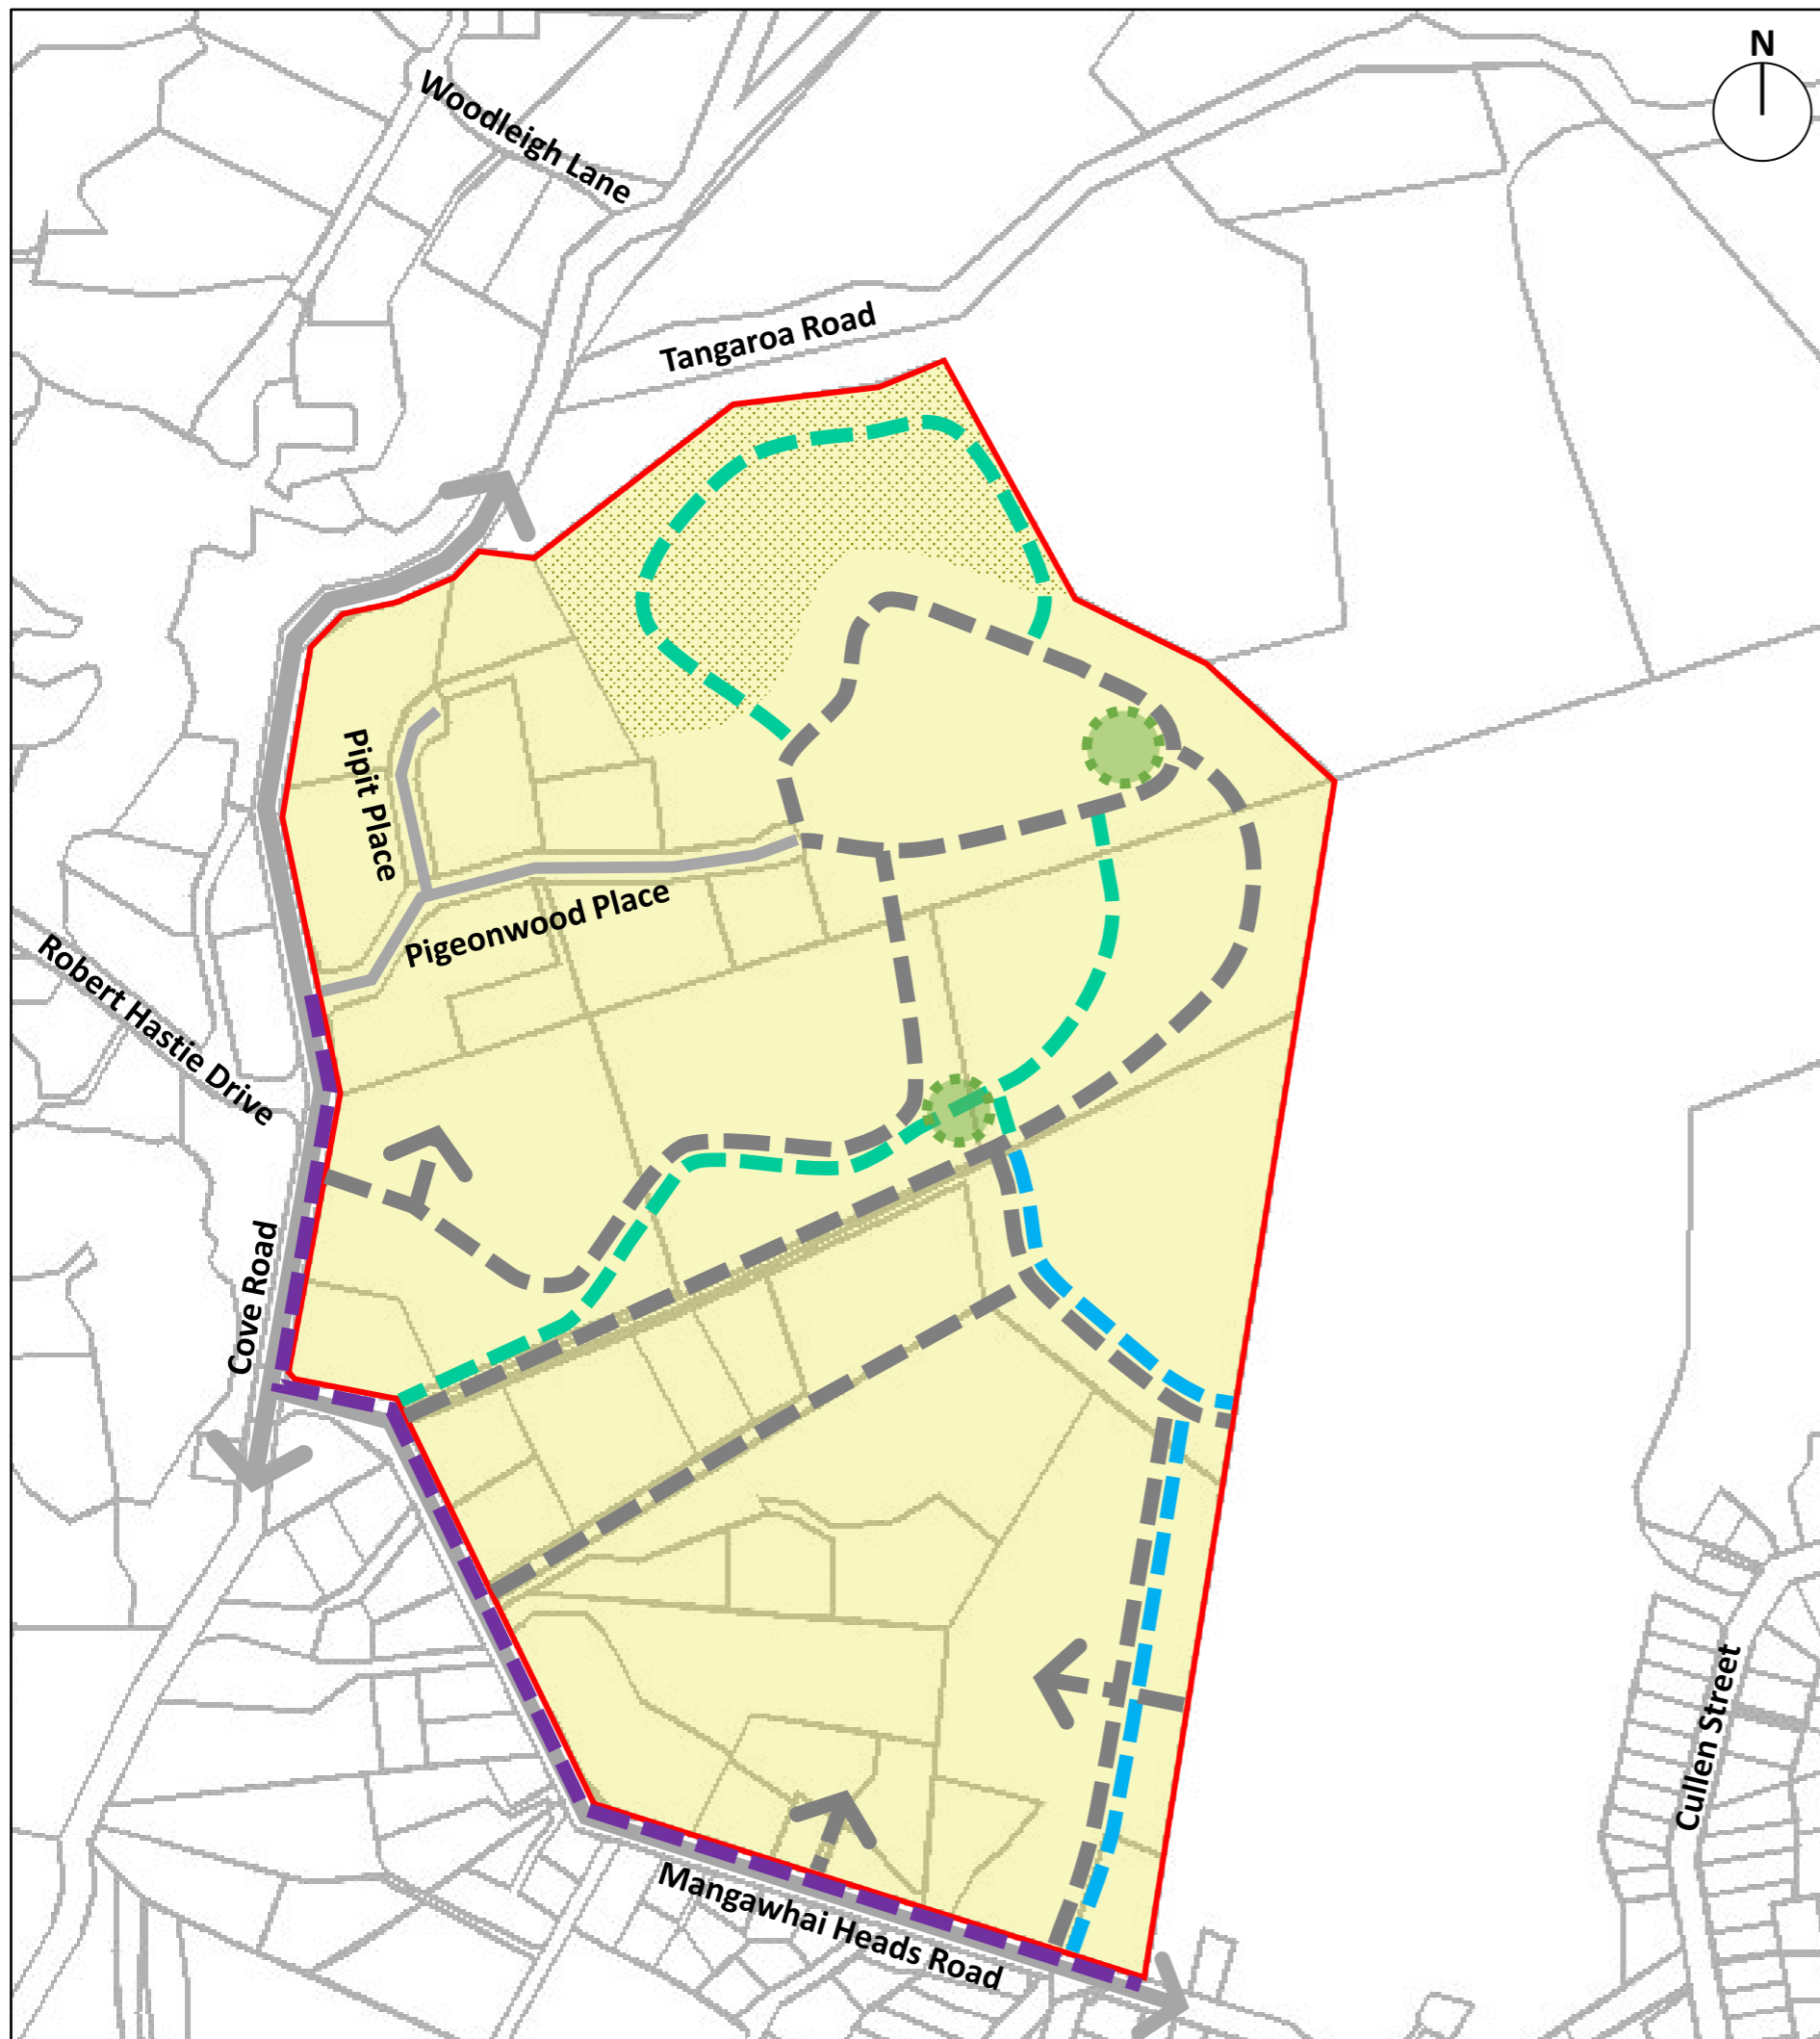 N
Woodleigh Lane
Tangaroa Road
Pipit Place
Pigeonwood Place
Robert Hastie Drive
Cove Road
Cullen Street
Mangawhai Heads Road